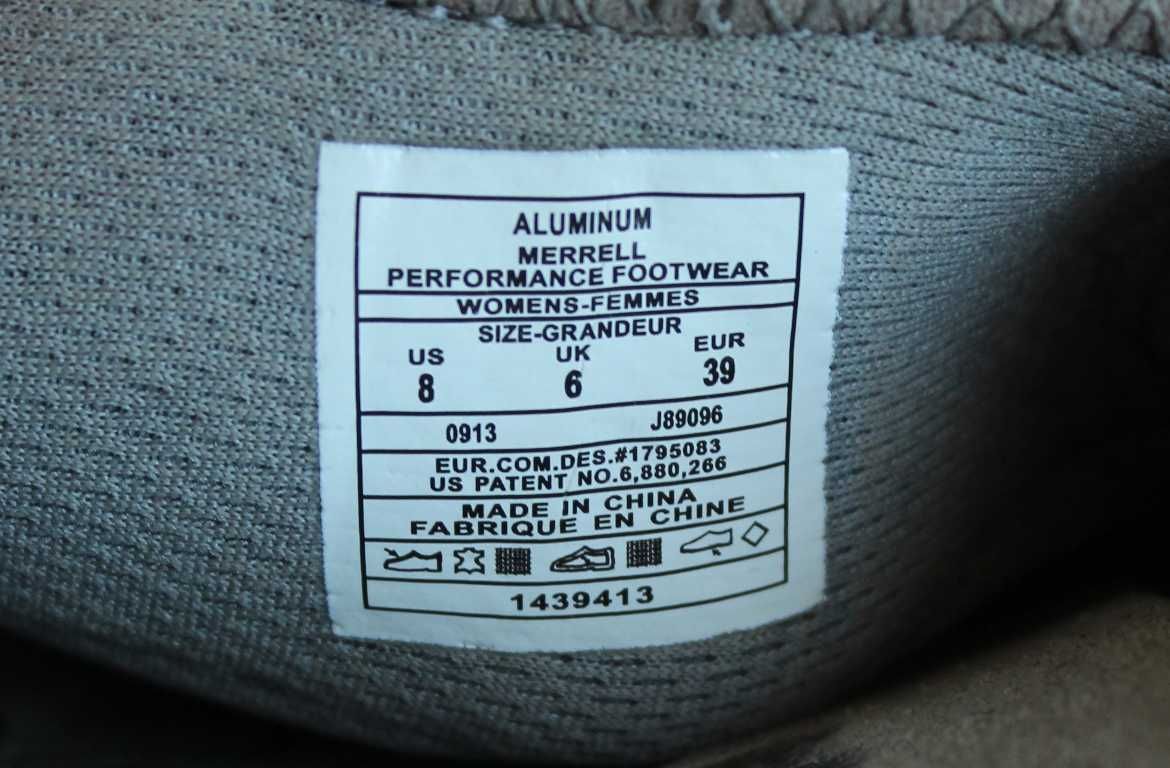 ALUMINUM
MERRELL
PERFORMANCE FOOTWEAR
WOMENS-FEMMES
SIZE-GRANDEUR
US UK EUR
8 6 39
0913 J89096
EUR.COM.DES.#1795083
US PATENT NO.6,880,266
MADE IN CHINA
FABRIQUE EN CHINE
1439413